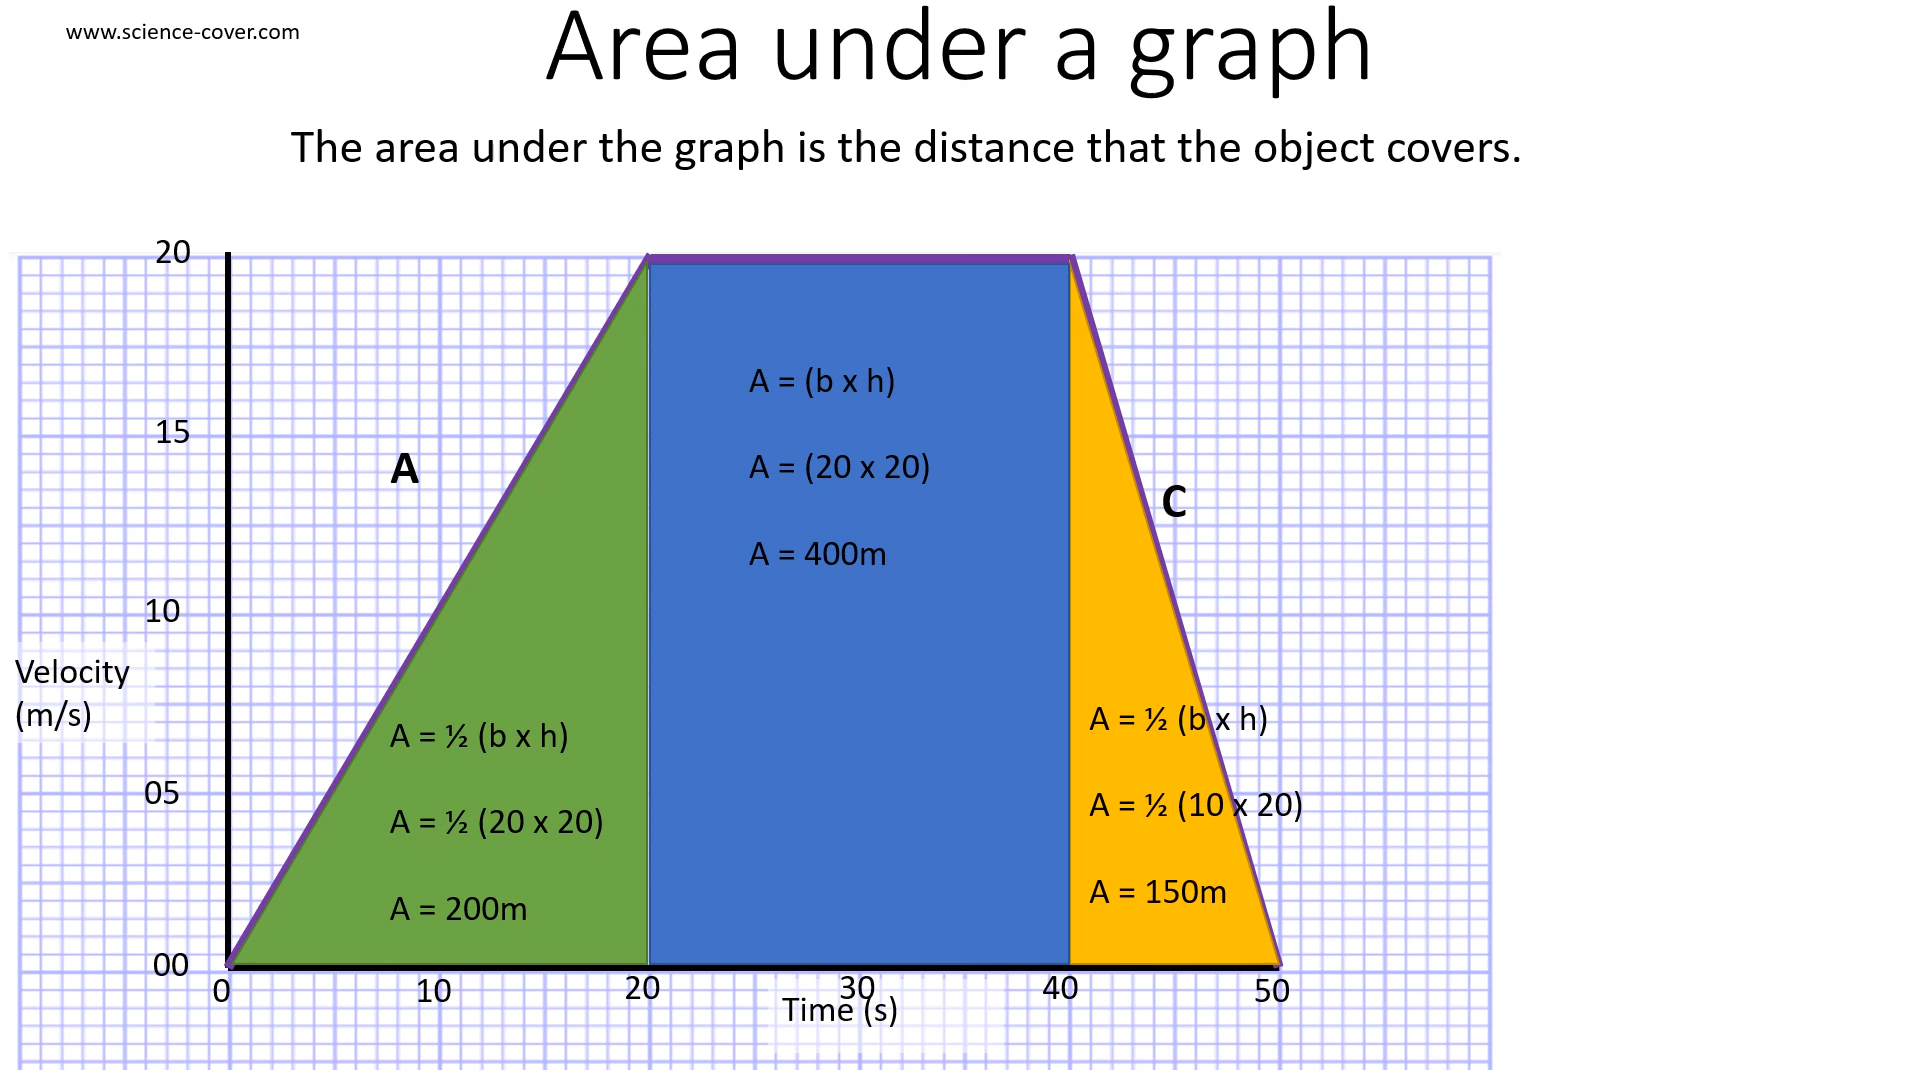 www.science-cover.com
Area under a graph
The area under the graph is the distance that the object covers.
20
15
10
05
00
Velocity
(m/s)
A
A = ½ (b x h)
A = ½ (20 x 20)
A = 200m
A = (b x h)
A = (20 x 20)
A = 400m
C
A = ½ (b x h)
A = ½ (10 x 20)
A = 150m
0 10 20 30 40 50
Time (s)